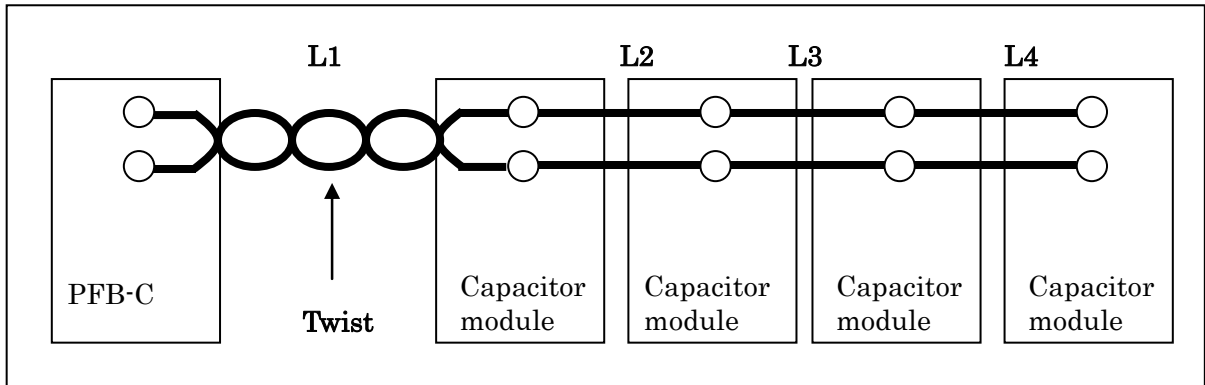 L1
L2
L3
L4
PFB-C
Twist
Capacitor
module
Capacitor
module
Capacitor
module
Capacitor
module